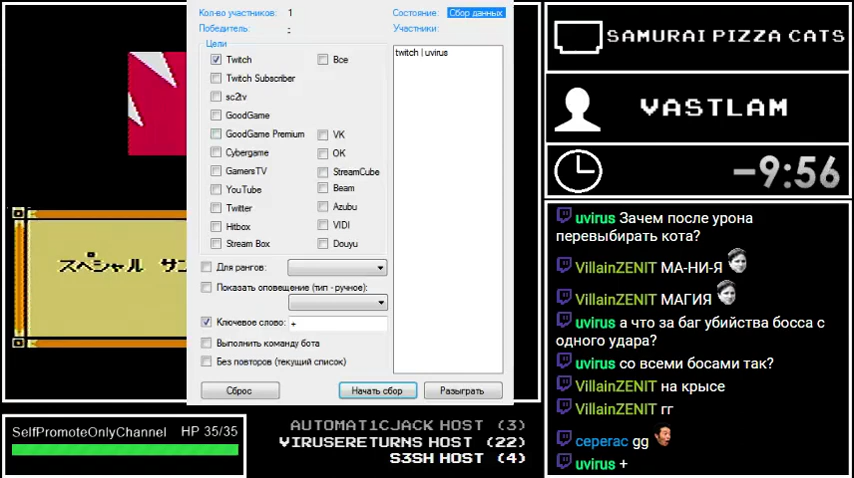 Кол-во участников: 1
Состояние: Сбор данных
Победитель: :
Участники:
Цели
twitch | uvirus
Twitch
Все
Twitch Subscriber
sc2tv
GoodGame
GoodGame Premium
VK
Cybergame
OK
GamersTV
StreamCube
YouTube
Beam
Twitter
Azubu
Hitbox
VIDI
Stream Box
Douyu
Для рангов:
Показать оповещение (тип - ручное):
Ключевое слово: +
Выполнить команду бота
Без повторов (текущий список)
Сброс
Начать сбор
Разыграть
スペシャル サン
SAMURAI PIZZA CATS
VASTLAM
-9:56
uvirus Зачем после урона
перевыбирать кота?
VillainZENIT МА-НИ-Я
VillainZENIT МАГИЯ
uvirus а что за баг убийства босса с
одного удара?
uvirus со всеми босами так?
VillainZENIT на крысе
VillainZENIT гг
ceperac gg
uvirus +
SelfPromoteOnlyChannel HP 35/35
AUTOMAT1CJACK HOST (3)
VIRUSERETURNS HOST (22)
S3SH HOST (4)